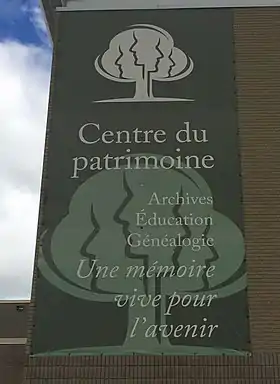 Centre du
patrimoine
Archives
Éducation
Généalogie
Une mémoire
vive pour
l'avenir